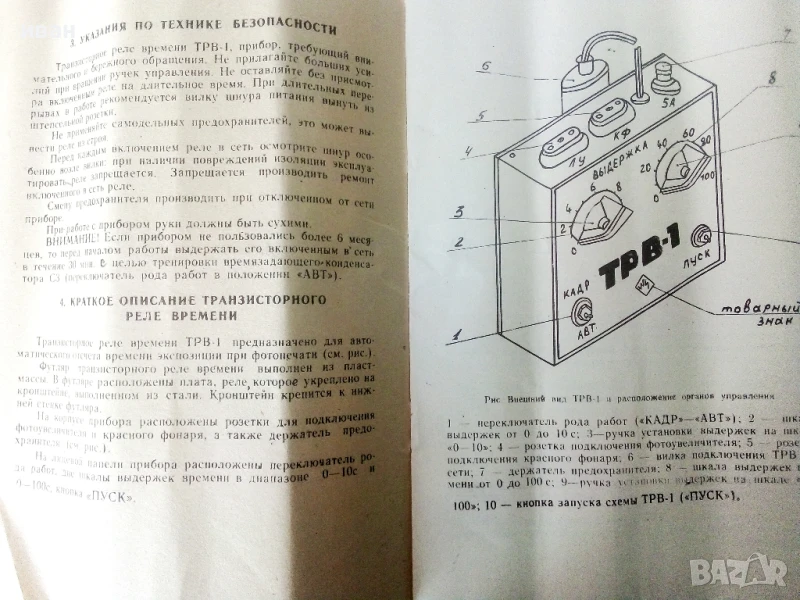 3. УКАЗАНИЯ ПО ТЕХНИКЕ БЕЗОПАСНОСТИ
Транзисторное реле времени ТРВ-1, прибор, требующий вни-
мательного и бережного обращения. Не прилагайте больших уси-
лий при вращении ручек управления. Не оставляйте без присмот-
ра включенным реле на длительное время. При длительных пере-
рывах в работе рекомендуется вилку шнура питания вынуть из
штепсельной розетки.
Не применяйте самодельных предохранителей, это может вы-
вести реле из строя.
Перед каждым включением реле в сеть осмотрите шнур осо-
бенно возле вилки: при наличии повреждений изоляции эксплуа-
тировать реле запрещается. Запрещается производить ремонт
включенного в сеть реле.
Смену предохранителя производить при отключенном от сети
приборе.
При работе с прибором руки должны быть сухими.
ВНИМАНИЕ! Если прибором не пользовались более 6 меся-
цев, то перед началом работы выдержать его включенным в сеть
в течение 30 мин. с целью тренировки времязадающего конденса-
тора С3 (переключатель рода работ в положении «АВТ»).
4. КРАТКОЕ ОПИСАНИЕ ТРАНЗИСТОРНОГО
РЕЛЕ ВРЕМЕНИ
Транзисторное реле времени ТРВ-1 предназначено для авто-
матического отсчета времени экспозиции при фотопечати (см. рис.).
Футляр транзисторного реле времени выполнен из пласт-
массы. В футляре расположены плата, реле, которое укреплено на
кронштейне, выполненном из стали. Кронштейн крепится к ниж-
ней стенке футляра.
На корпусе прибора расположены розетки для подключения
фотоувеличителя и красного фонаря, а также держатель предо-
хранителя (см. рис.).
На лицевой панели прибора расположены переключатель ро-
да работ, две шкалы выдержек времени в диапазоне 0—10с и
0—100с, кнопка «ПУСК».
6
7
8
5
4
3
2
1
5А
КФ
ЛУ
ВЫДЕРЖКА
0
2
4
6
8
0
20
40
60
80
100
ТРВ-1
ПУСК
КАДР
АВТ.
товарный
знак
Рис Внешний вид ТРВ-1 и расположение органов управления
1 — переключатель рода работ («КАДР»—«АВТ»); 2 — шка
выдержек от 0 до 10 с; 3—ручка установки выдержек на шк
«0—10»; 4 — розетка подключения фотоувеличителя; 5 — розе
подключения красного фонаря; 6 — вилка подключения ТРВ
сети; 7 — держатель предохранителя; 8 — шкала выдержек
мени от 0 до 100 с; 9—ручка установки выдержек на шкале «
100»; 10 — кнопка запуска схемы ТРВ-1 («ПУСК»).
BAZAR